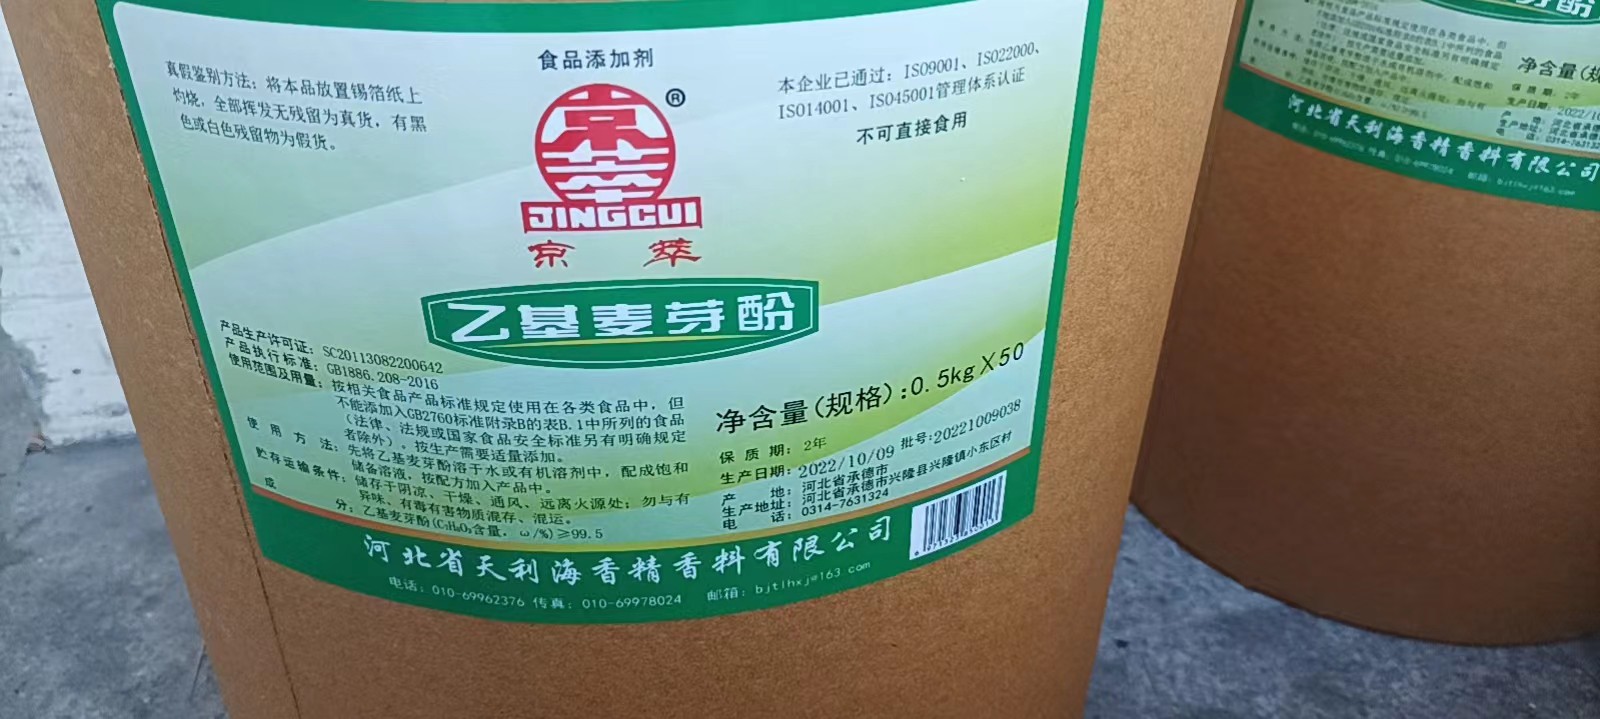 食品添加剂
真假鉴别方法：将本品放置锡箔纸上
灼烧，全部挥发无残留为真货，有黑
色或白色残留物为假货。
本企业已通过：ISO9001、ISO22000、
ISO14001、ISO45001管理体系认证
不可直接食用
京萃
®
JINGCUI
京 萃
乙基麦芽酚
产品生产许可证：SC20113082200642
产品执行标准：GB1886.208-2016
使用范围及用量：按相关食品产品标准规定使用在各类食品中，但
不能添加入GB2760标准附录B的表B.1中所列的食品
（法律、法规或国家食品安全标准另有明确规定
者除外）。按生产需要适量添加。
使用方法：先将乙基麦芽酚溶于水或有机溶剂中，配成饱和
储备溶液，按配方加入产品中。
贮存运输条件：储存于阴凉、干燥、通风、远离火源处；勿与有
异味、有毒有害物质混存、混运。
成 分：乙基麦芽酚(C₇H₈O₃含量，ω/%)≥99.5
净含量(规格):0.5kg×50
保质期：2年
生产日期：2022/10/09 批号:202210090​38
产 地：河北省承德市
生产地址：河北省承德市兴隆县兴隆镇小东区村
电 话：0314-7631324
河北省天利海香精香料有限公司
电话：010-69962376 传真：010-69978024 邮箱：bjtlhxj@163.com
净含量(规
保质期：2年
生产日期：2022/10
河北省天利海香精香料有限公司